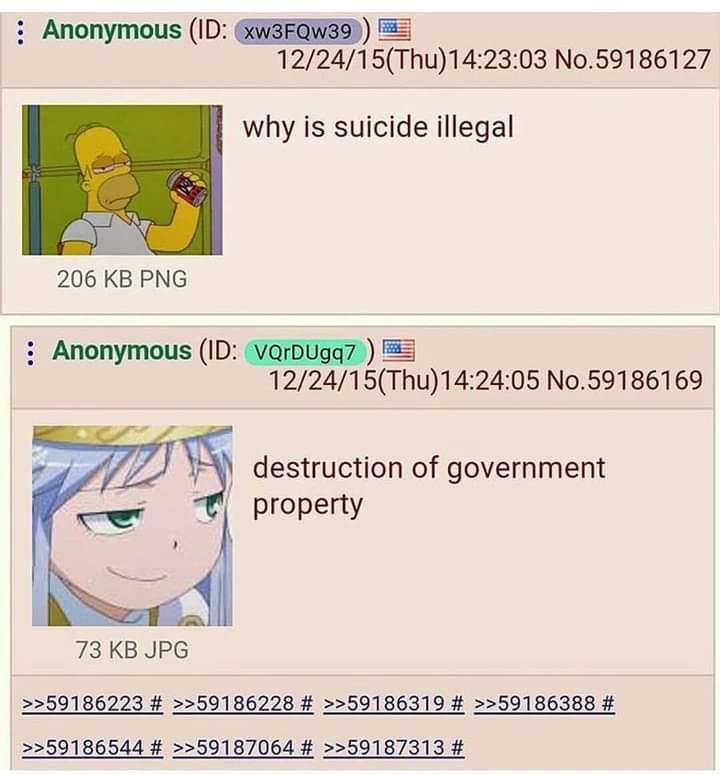 Anonymous (ID: xw3FQw39)
12/24/15(Thu)14:23:03 No.59186127
why is suicide illegal
206 KB PNG
Anonymous (ID: VQrDUgq7)
12/24/15(Thu)14:24:05 No.59186169
destruction of government
property
73 KB JPG
>>59186223 # >>59186228 # >>59186319 # >>59186388 #
>>59186544 # >>59187064 # >>59187313 #